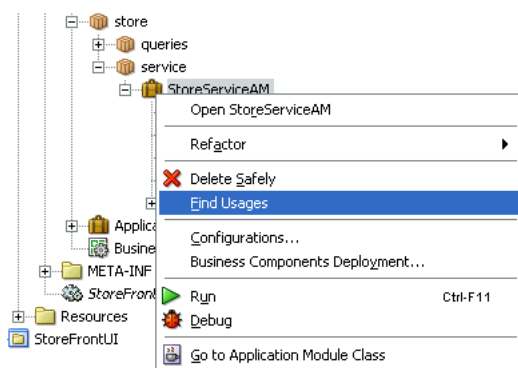 store
queries
service
StoreServiceAM
Open StoreServiceAM
Refactor
Delete Safely
Find Usages
Applica
Configurations...
Busine
Business Components Deployment...
META-INF
StoreFront
Run Ctrl-F11
Resources
Debug
StoreFrontUI
Go to Application Module Class